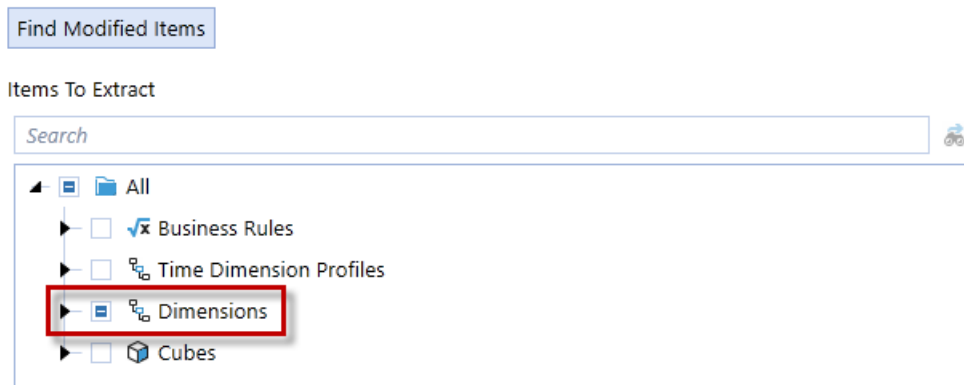 Find Modified Items
Items To Extract
Search
All
Business Rules
Time Dimension Profiles
Dimensions
Cubes